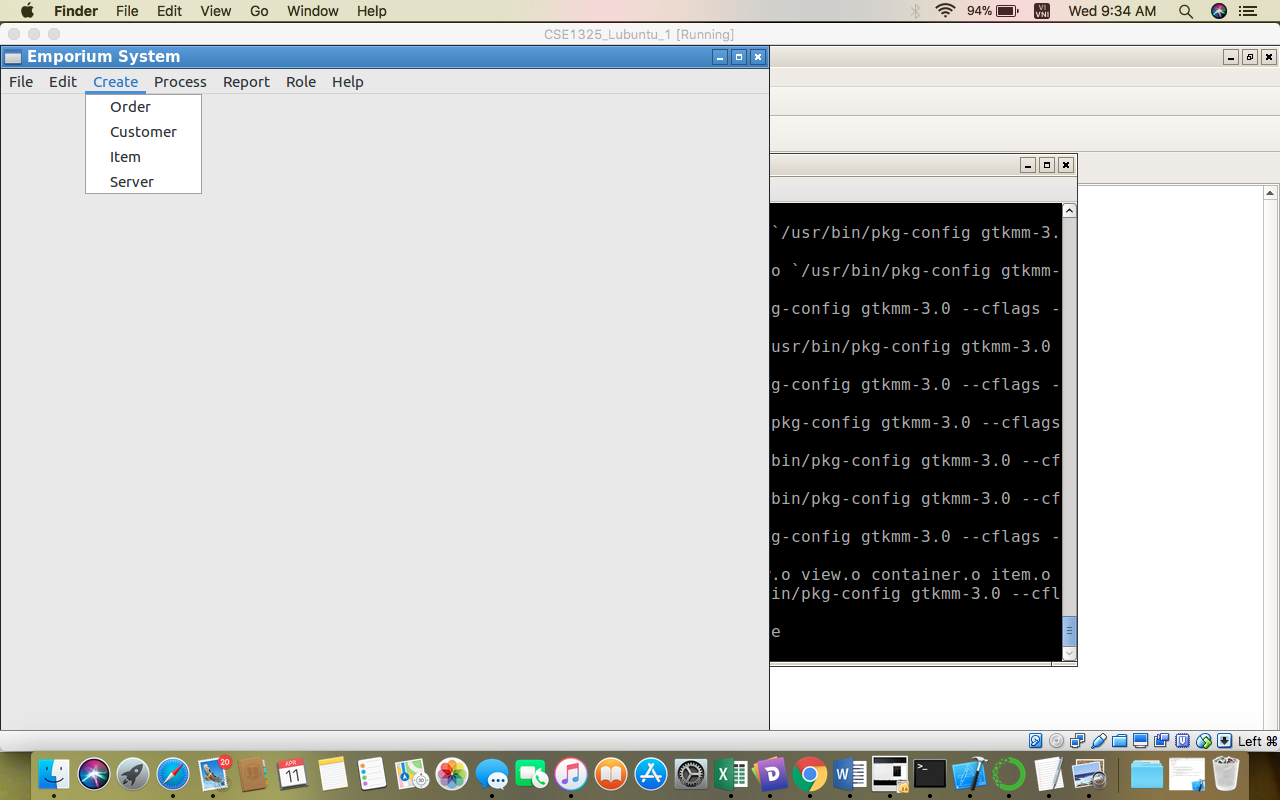 Finder File Edit View Go Window Help 94% VI VNI Wed 9:34 AM
CSE1325_Lubuntu_1 [Running]
Emporium System
File Edit Create Process Report Role Help
Order
Customer
Item
Server
`/usr/bin/pkg-config gtkmm-3.
o `/usr/bin/pkg-config gtkmm-
g-config gtkmm-3.0 --cflags -
usr/bin/pkg-config gtkmm-3.0
g-config gtkmm-3.0 --cflags -
pkg-config gtkmm-3.0 --cflags
bin/pkg-config gtkmm-3.0 --cf
bin/pkg-config gtkmm-3.0 --cf
g-config gtkmm-3.0 --cflags -
.o view.o container.o item.o
in/pkg-config gtkmm-3.0 --cfl
e
Left ⌘
20
APR
11